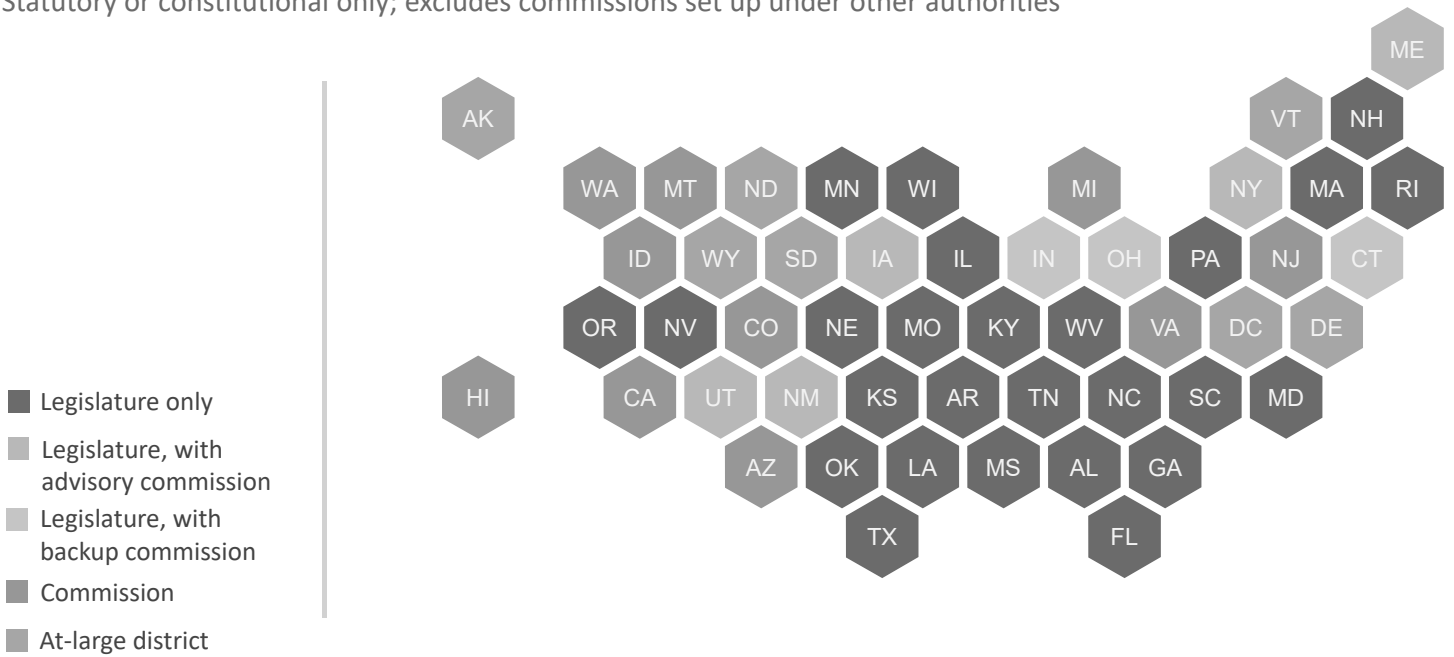 Statutory or constitutional only; excludes commissions set up under other authorities
ME
AK
VT
NH
WA
MT
ND
MN
WI
MI
NY
MA
RI
ID
WY
SD
IA
IL
IN
OH
PA
NJ
CT
OR
NV
CO
NE
MO
KY
WV
VA
DC
DE
HI
CA
UT
NM
KS
AR
TN
NC
SC
MD
AZ
OK
LA
MS
AL
GA
TX
FL
Legislature only
Legislature, with
advisory commission
Legislature, with
backup commission
Commission
At-large district